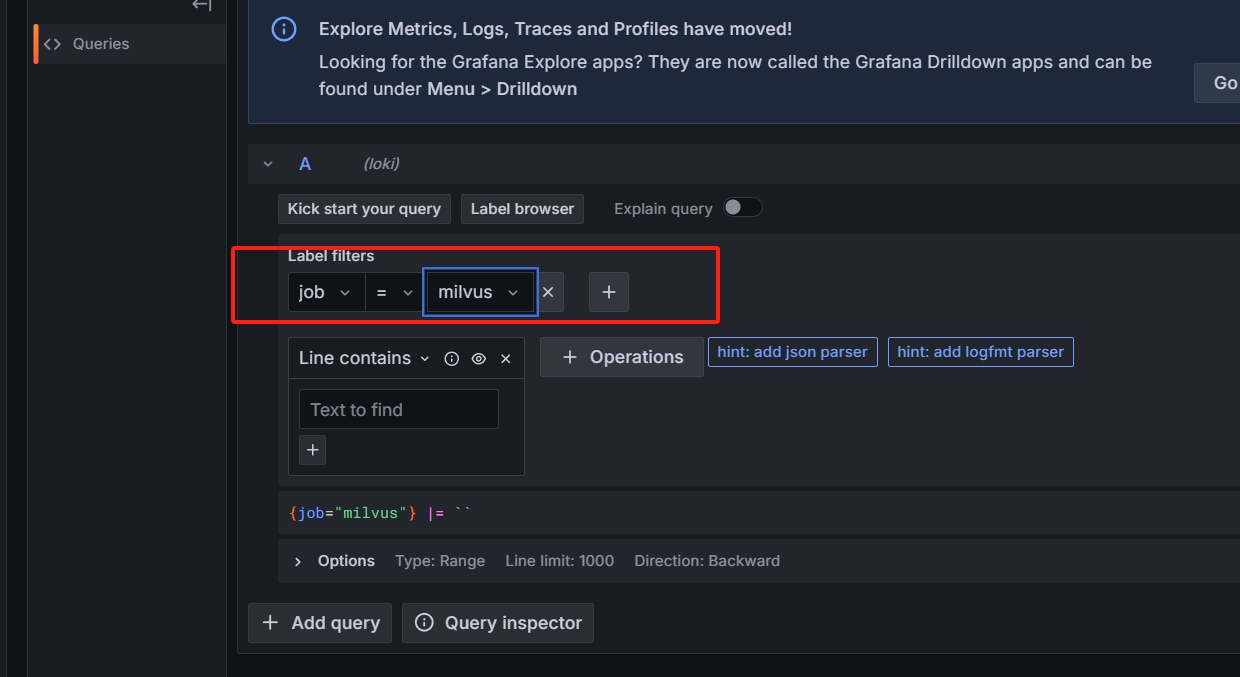 Queries
Explore Metrics, Logs, Traces and Profiles have moved!
Looking for the Grafana Explore apps? They are now called the Grafana Drilldown apps and can be
found under Menu > Drilldown
Go
A (loki)
Kick start your query Label browser Explain query
Label filters
job = milvus
Line contains Operations hint: add json parser hint: add logfmt parser
Text to find
{job="milvus"} |= ``
Options Type: Range Line limit: 1000 Direction: Backward
Add query Query inspector